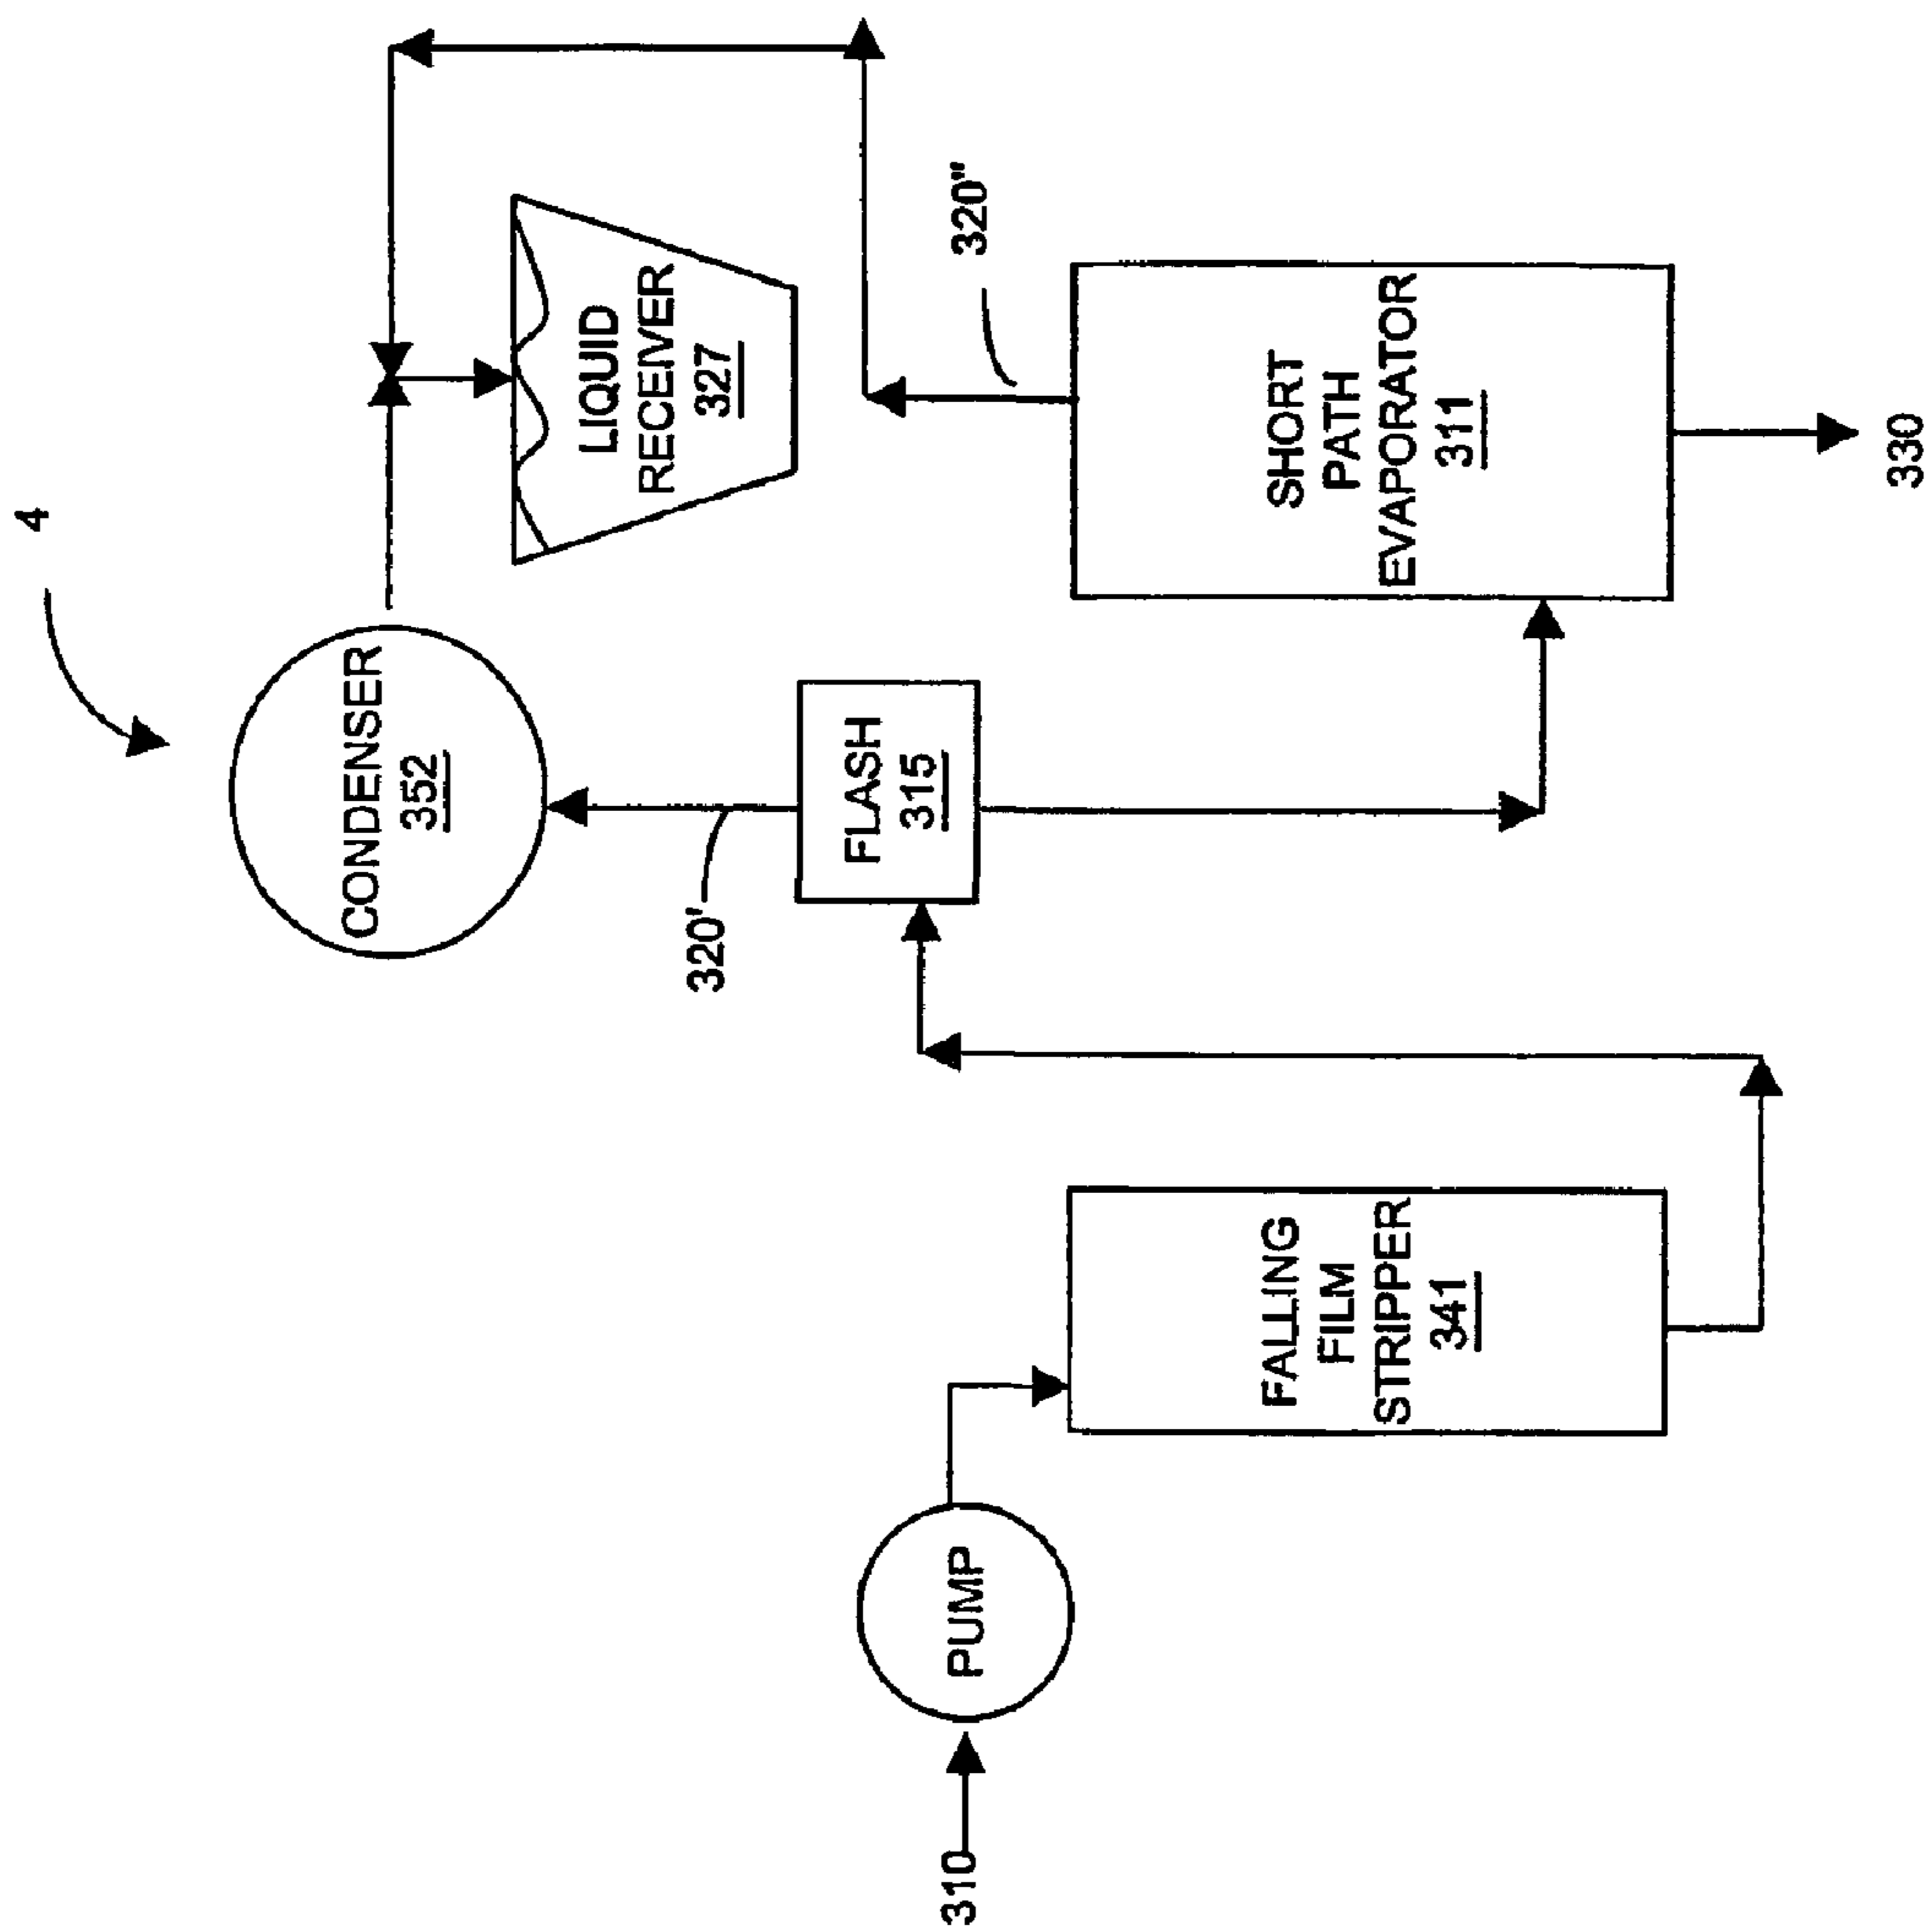 4
CONDENSER
352
LIQUID
RECEIVER
327
320'
320"
FLASH
315
310
PUMP
FALLING
FILM
STRIPPER
341
SHORT
PATH
EVAPORATOR
311
330